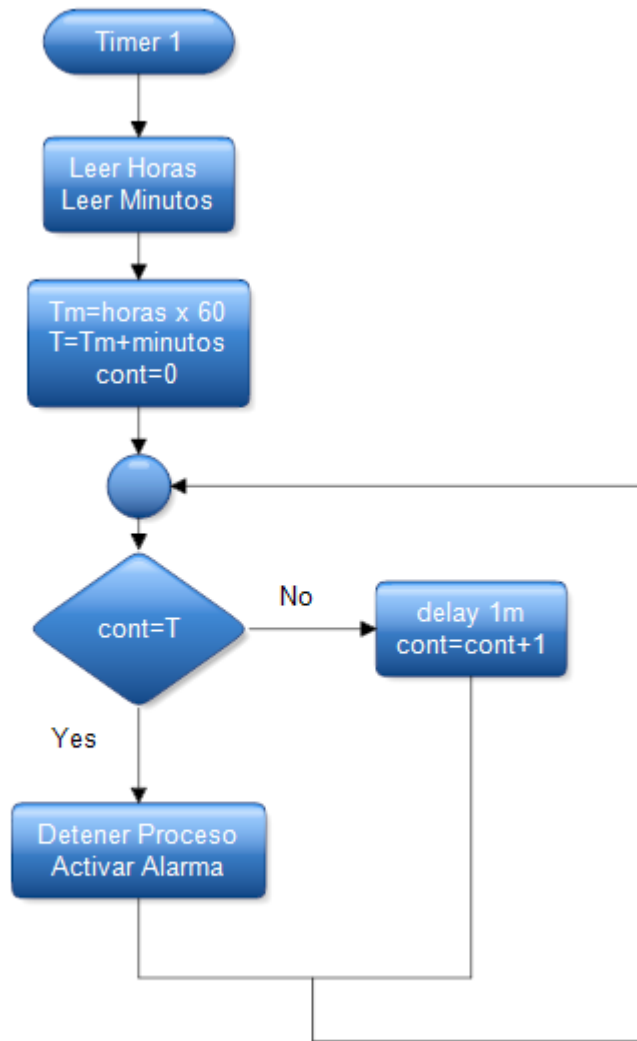 Timer 1
Leer Horas
Leer Minutos
Tm=horas x 60
T=Tm+minutos
cont=0
cont=T
No
delay 1m
cont=cont+1
Yes
Detener Proceso
Activar Alarma